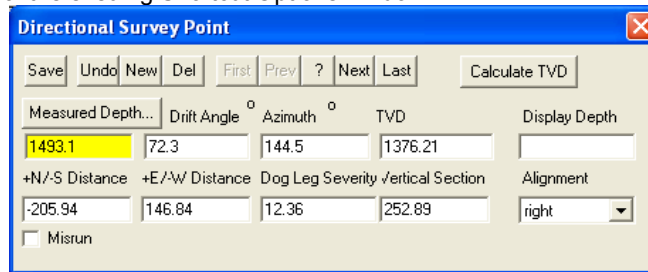 Directional Survey Point
Save Undo New Del First Prev ? Next Last Calculate TVD
Measured Depth... Drift Angle o Azimuth o TVD Display Depth
1493.1 72.3 144.5 1376.21
+N/-S Distance +E/-W Distance Dog Leg Severity Vertical Section Alignment
-205.94 146.84 12.36 252.89 right
Misrun